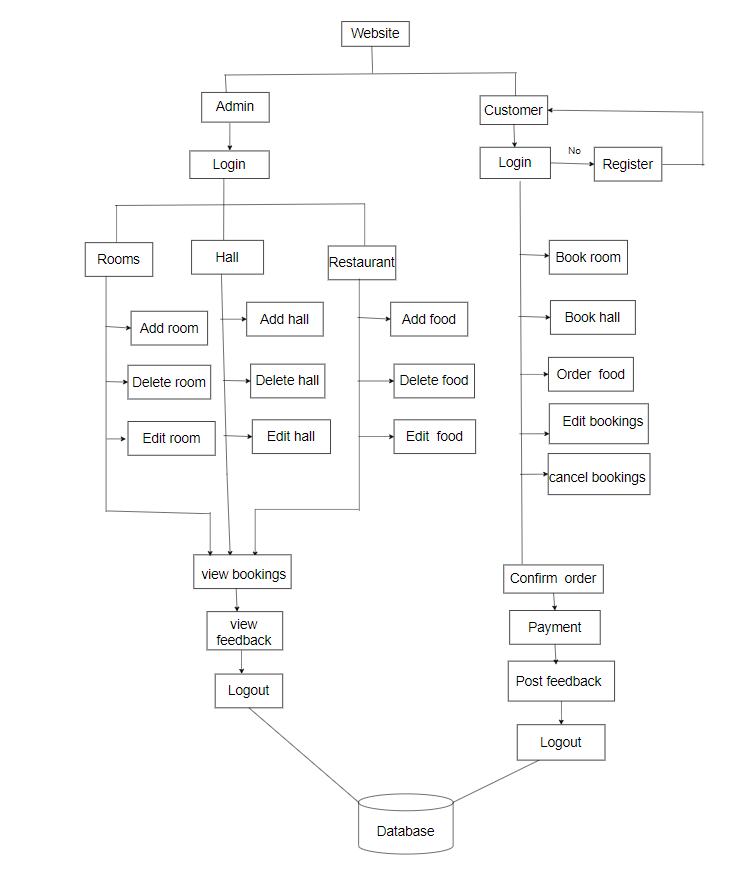 Website
Admin
Customer
Login
Login
No
Register
Rooms
Hall
Restaurant
Book room
Add room
Add hall
Add food
Book hall
Delete room
Delete hall
Delete food
Order food
Edit room
Edit hall
Edit food
Edit bookings
cancel bookings
view bookings
Confirm order
view
feedback
Payment
Logout
Post feedback
Logout
Database